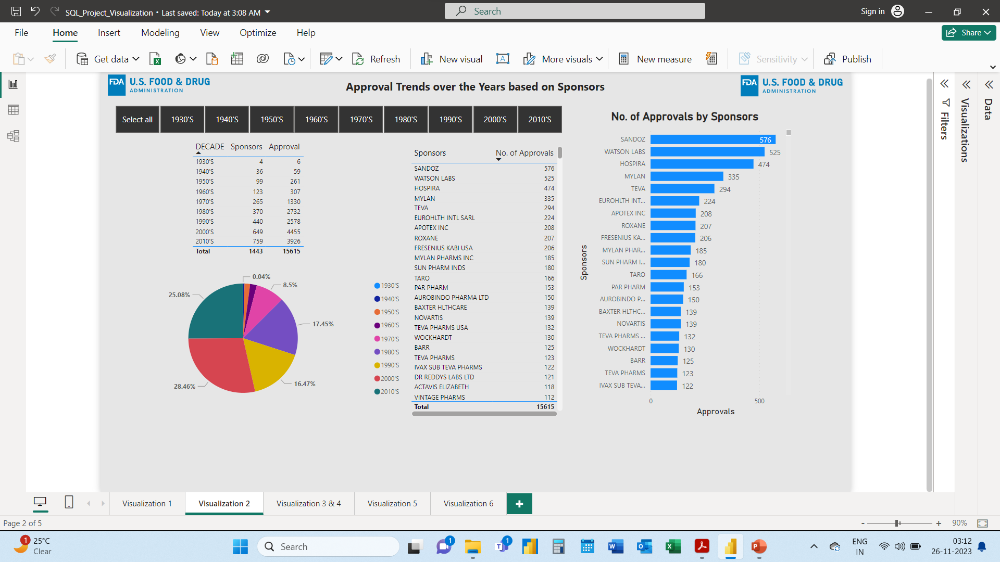 SQL_Project_Visualization • Last saved: Today at 3:08 AM
Search
Sign in
File Home Insert Modeling View Optimize Help
Share
Get data
Refresh
New visual
A
More visuals
New measure
Sensitivity
Publish
FDA U.S. FOOD & DRUG
ADMINISTRATION
Approval Trends over the Years based on Sponsors
FDA U.S. FOOD & DRUG
ADMINISTRATION
Filters
Visualizations
Data
Select all 1930'S 1940'S 1950'S 1960'S 1970'S 1980'S 1990'S 2000'S 2010'S
DECADE Sponsors Approval
1930'S 4 6
1940'S 36 59
1950'S 99 261
1960'S 123 307
1970'S 265 1330
1980'S 370 2732
1990'S 440 2578
2000'S 649 4455
2010'S 759 3926
Total 1443 15615
0.04%
8.5%
25.08%
17.45%
16.47%
28.46%
1930'S
1940'S
1950'S
1960'S
1970'S
1980'S
1990'S
2000'S
2010'S
Sponsors No. of Approvals
SANDOZ 576
WATSON LABS 525
HOSPIRA 474
MYLAN 335
TEVA 294
EUROHLTH INTL SARL 224
APOTEX INC 208
ROXANE 207
FRESENIUS KABI USA 206
MYLAN PHARMS INC 185
SUN PHARM INDS 180
TARO 166
PAR PHARM 153
AUROBINDO PHARMA LTD 150
BAXTER HLTHCARE 139
NOVARTIS 139
TEVA PHARMS USA 132
WOCKHARDT 130
BARR 125
TEVA PHARMS 123
IVAX SUB TEVA PHARMS 122
DR REDDYS LABS LTD 121
ACTAVIS ELIZABETH 118
VINTAGE PHARMS 112
Total 15615
No. of Approvals by Sponsors
Sponsors
SANDOZ 576
WATSON LABS 525
HOSPIRA 474
MYLAN 335
TEVA 294
EUROHLTH INT... 224
APOTEX INC 208
ROXANE 207
FRESENIUS KA... 206
MYLAN PHAR... 185
SUN PHARM I... 180
TARO 166
PAR PHARM 153
AUROBINDO P... 150
BAXTER HLTHC... 139
NOVARTIS 139
TEVA PHARMS ... 132
WOCKHARDT 130
BARR 125
TEVA PHARMS 123
IVAX SUB TEVA... 122
0 500
Approvals
Visualization 1 Visualization 2 Visualization 3 & 4 Visualization 5 Visualization 6 +
Page 2 of 5
- + 90%
1 25°C
Clear
Search
1
1
T
W
O
X
P
ENG
IN
03:12
26-11-2023